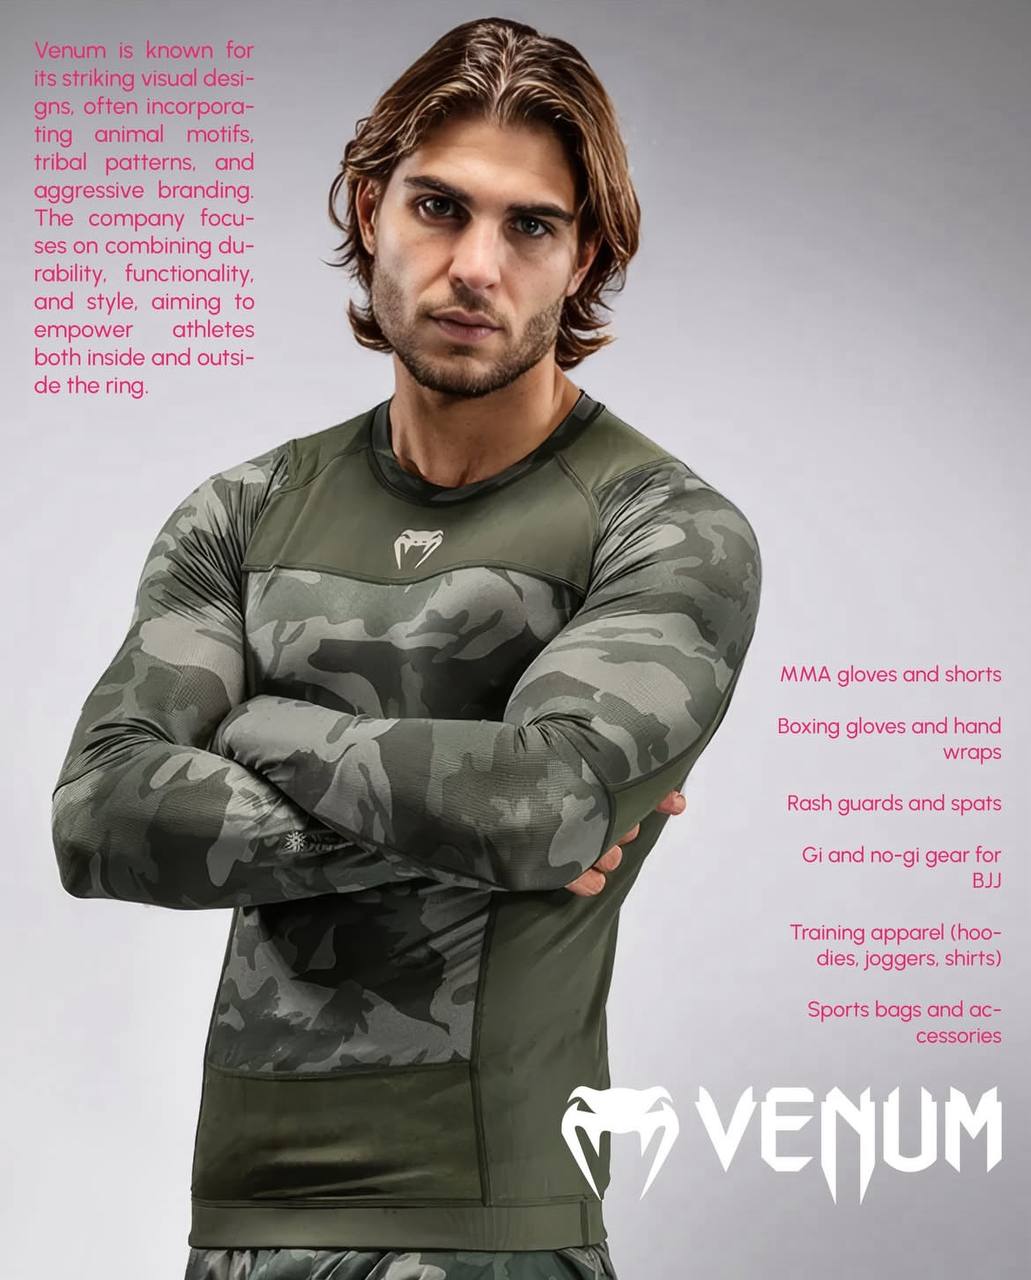 Venum is known for
its striking visual desi-
gns, often incorpora-
ting animal motifs,
tribal patterns, and
aggressive branding.
The company focu-
ses on combining du-
rability, functionality,
and style, aiming to
empower athletes
both inside and outsi-
de the ring.
MMA gloves and shorts
Boxing gloves and hand
wraps
Rash guards and spats
Gi and no-gi gear for
BJJ
Training apparel (hoo-
dies, joggers, shirts)
Sports bags and ac-
cessories
VENUM